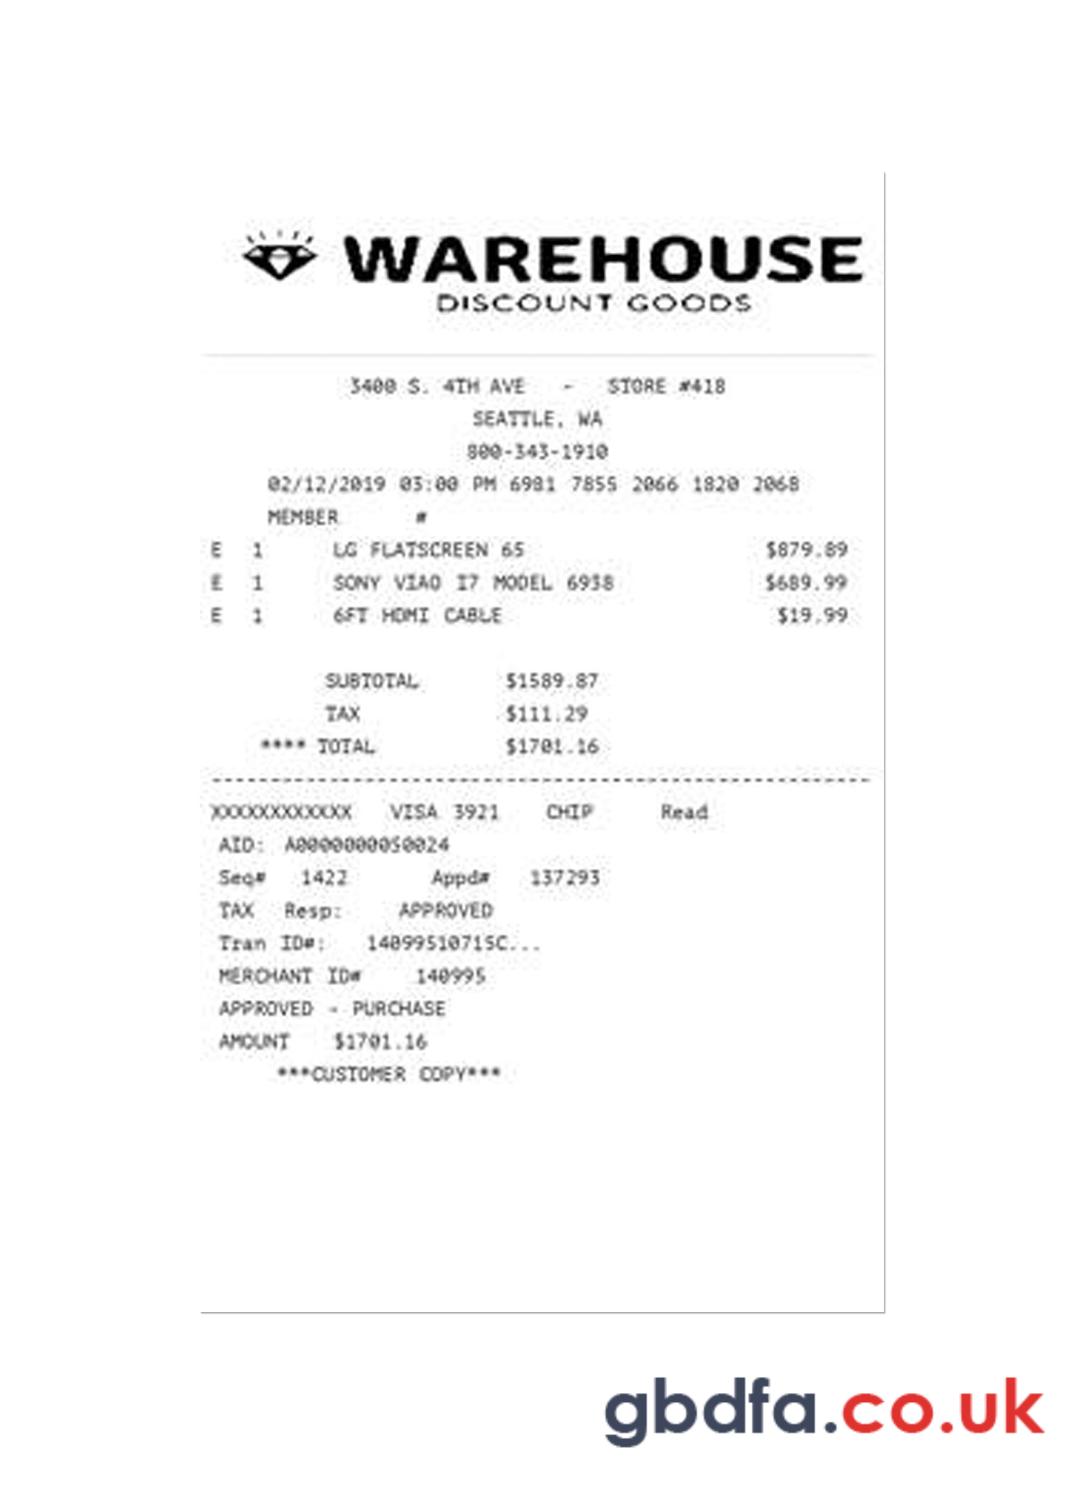 WAREHOUSE
DISCOUNT GOODS
3400 S. 4TH AVE - STORE #418
SEATTLE, WA
800-343-1910
02/12/2019 03:00 PM 6981 7855 2066 1820 2068
MEMBER #
E 1 LG FLATSCREEN 65 $879.89
E 1 SONY VIAO I7 MODEL 6938 $689.99
E 1 6FT HDMI CABLE $19.99
SUBTOTAL $1589.87
TAX $111.29
**** TOTAL $1701.16
XXXXXXXXXXXX VISA 3921 CHIP Read
AID: A0000000050024
Seq# 1422 Appd# 137293
TAX Resp: APPROVED
Tran ID#: 14099510715C...
MERCHANT ID# 140995
APPROVED - PURCHASE
AMOUNT $1701.16
***CUSTOMER COPY***
gbdfa.co.uk